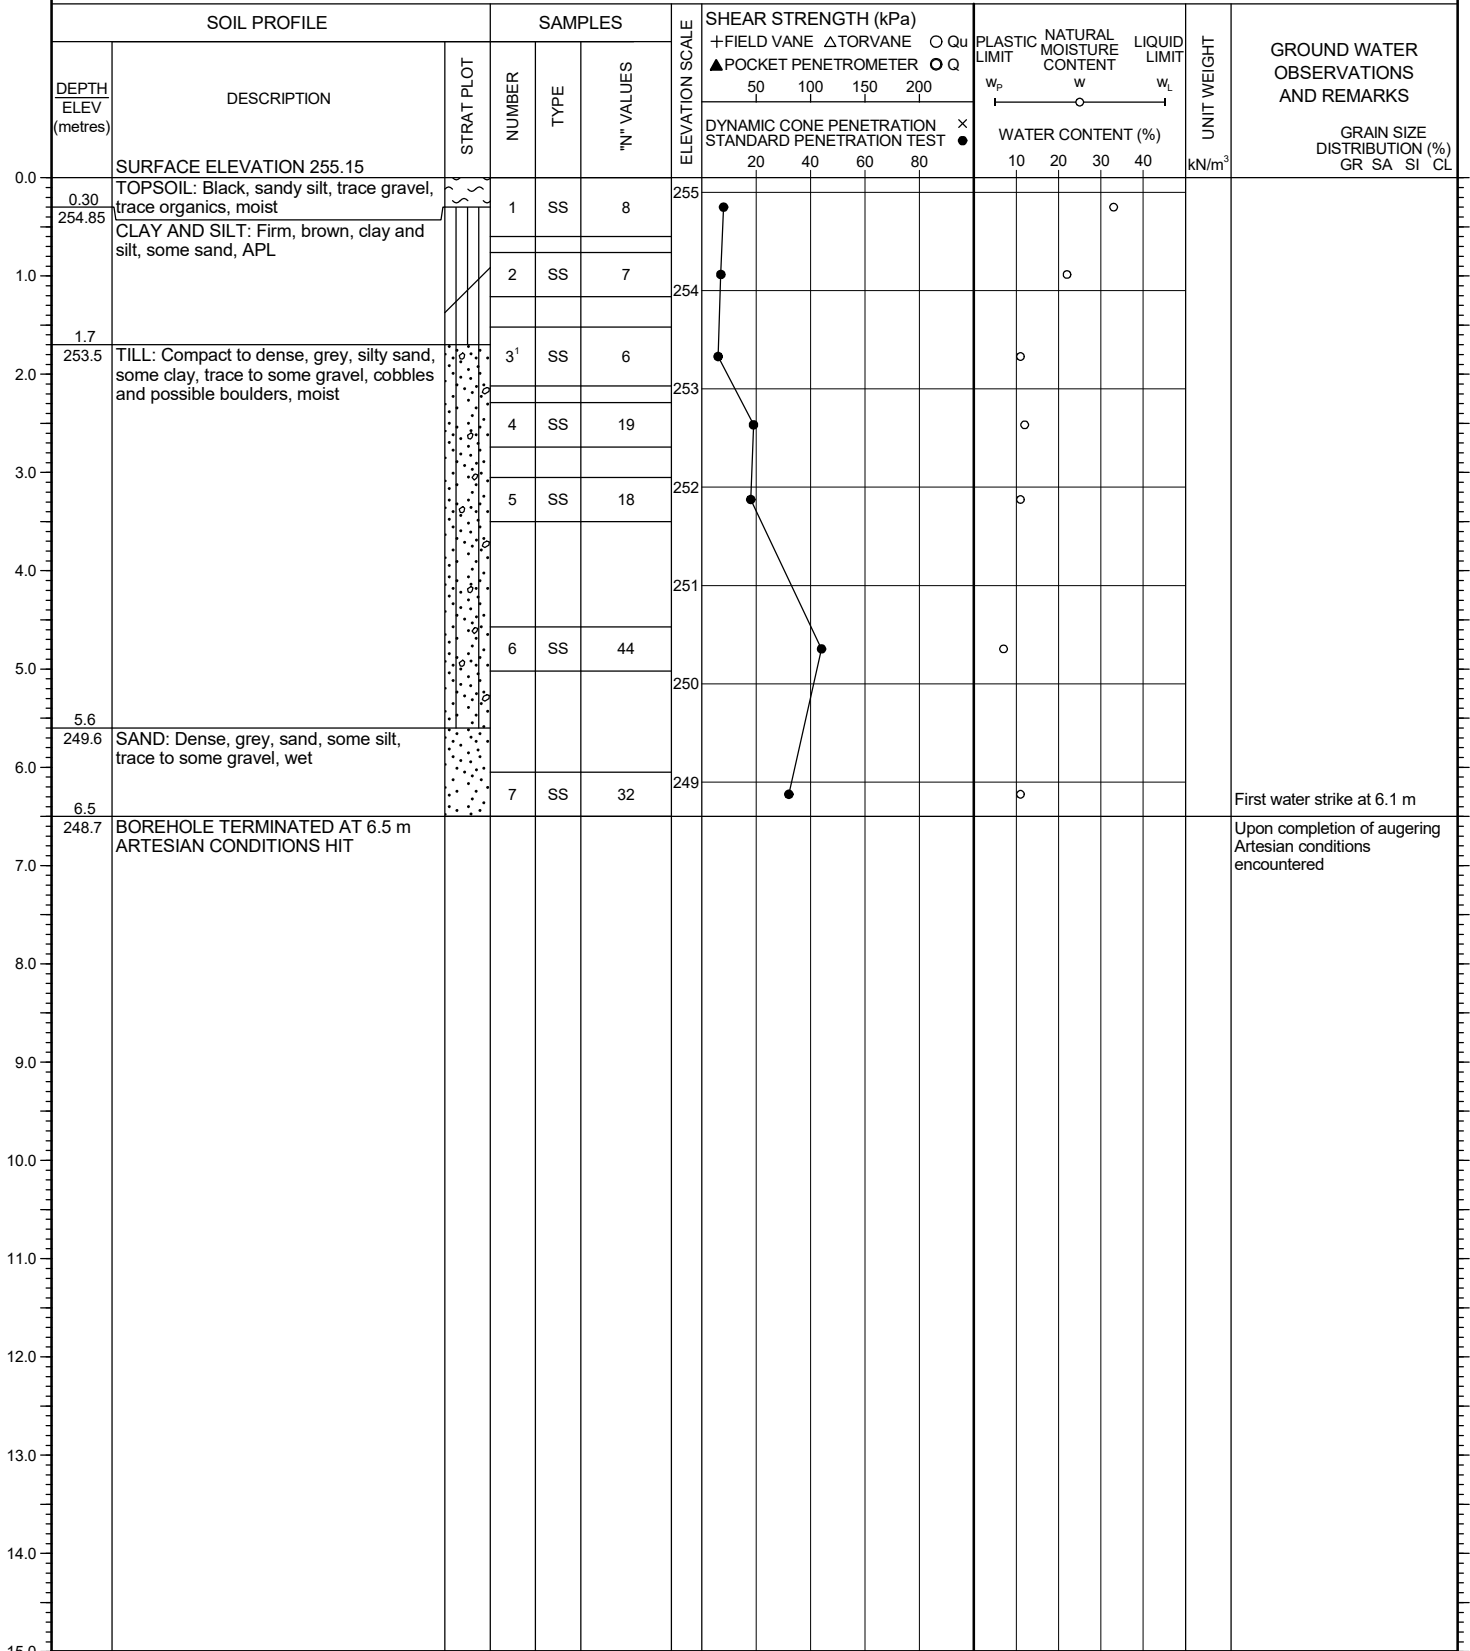 SOIL PROFILE
SAMPLES
DEPTH
ELEV
(metres)
DESCRIPTION
SURFACE ELEVATION 255.15
STRAT PLOT
NUMBER
TYPE
"N" VALUES
ELEVATION SCALE
SHEAR STRENGTH (kPa)
+FIELD VANE △TORVANE ○ Qu
▲POCKET PENETROMETER O Q
50 100 150 200
DYNAMIC CONE PENETRATION ×
STANDARD PENETRATION TEST ●
20 40 60 80
PLASTIC LIMIT
NATURAL MOISTURE CONTENT
LIQUID LIMIT
wP w wL
WATER CONTENT (%)
10 20 30 40
UNIT WEIGHT
kN/m³
GROUND WATER
OBSERVATIONS
AND REMARKS
GRAIN SIZE
DISTRIBUTION (%)
GR SA SI CL
0.0
0.30
254.85
TOPSOIL: Black, sandy silt, trace gravel,
trace organics, moist
1 SS 8
255
CLAY AND SILT: Firm, brown, clay and
silt, some sand, APL
1.0
2 SS 7
254
1.7
253.5
TILL: Compact to dense, grey, silty sand,
some clay, trace to some gravel, cobbles
and possible boulders, moist
3¹ SS 6
2.0
253
4 SS 19
3.0
252
5 SS 18
4.0
251
6 SS 44
5.0
250
5.6
249.6
SAND: Dense, grey, sand, some silt,
trace to some gravel, wet
6.0
249
7 SS 32
First water strike at 6.1 m
6.5
248.7
BOREHOLE TERMINATED AT 6.5 m
ARTESIAN CONDITIONS HIT
Upon completion of augering
Artesian conditions
encountered
7.0
8.0
9.0
10.0
11.0
12.0
13.0
14.0
15.0